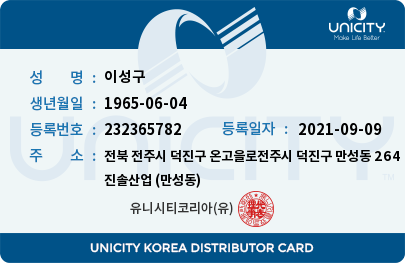 UNICITY
Make Life Better
성 명 : 이성구
생년월일 : 1965-06-04
등록번호 : 232365782 등록일자 : 2021-09-09
주 소 : 전북 전주시 덕진구 온고을로전주시 덕진구 만성동 264
진솔산업 (만성동)
유니시티코리아(유)
UNICITY
TM
UNICITY KOREA DISTRIBUTOR CARD